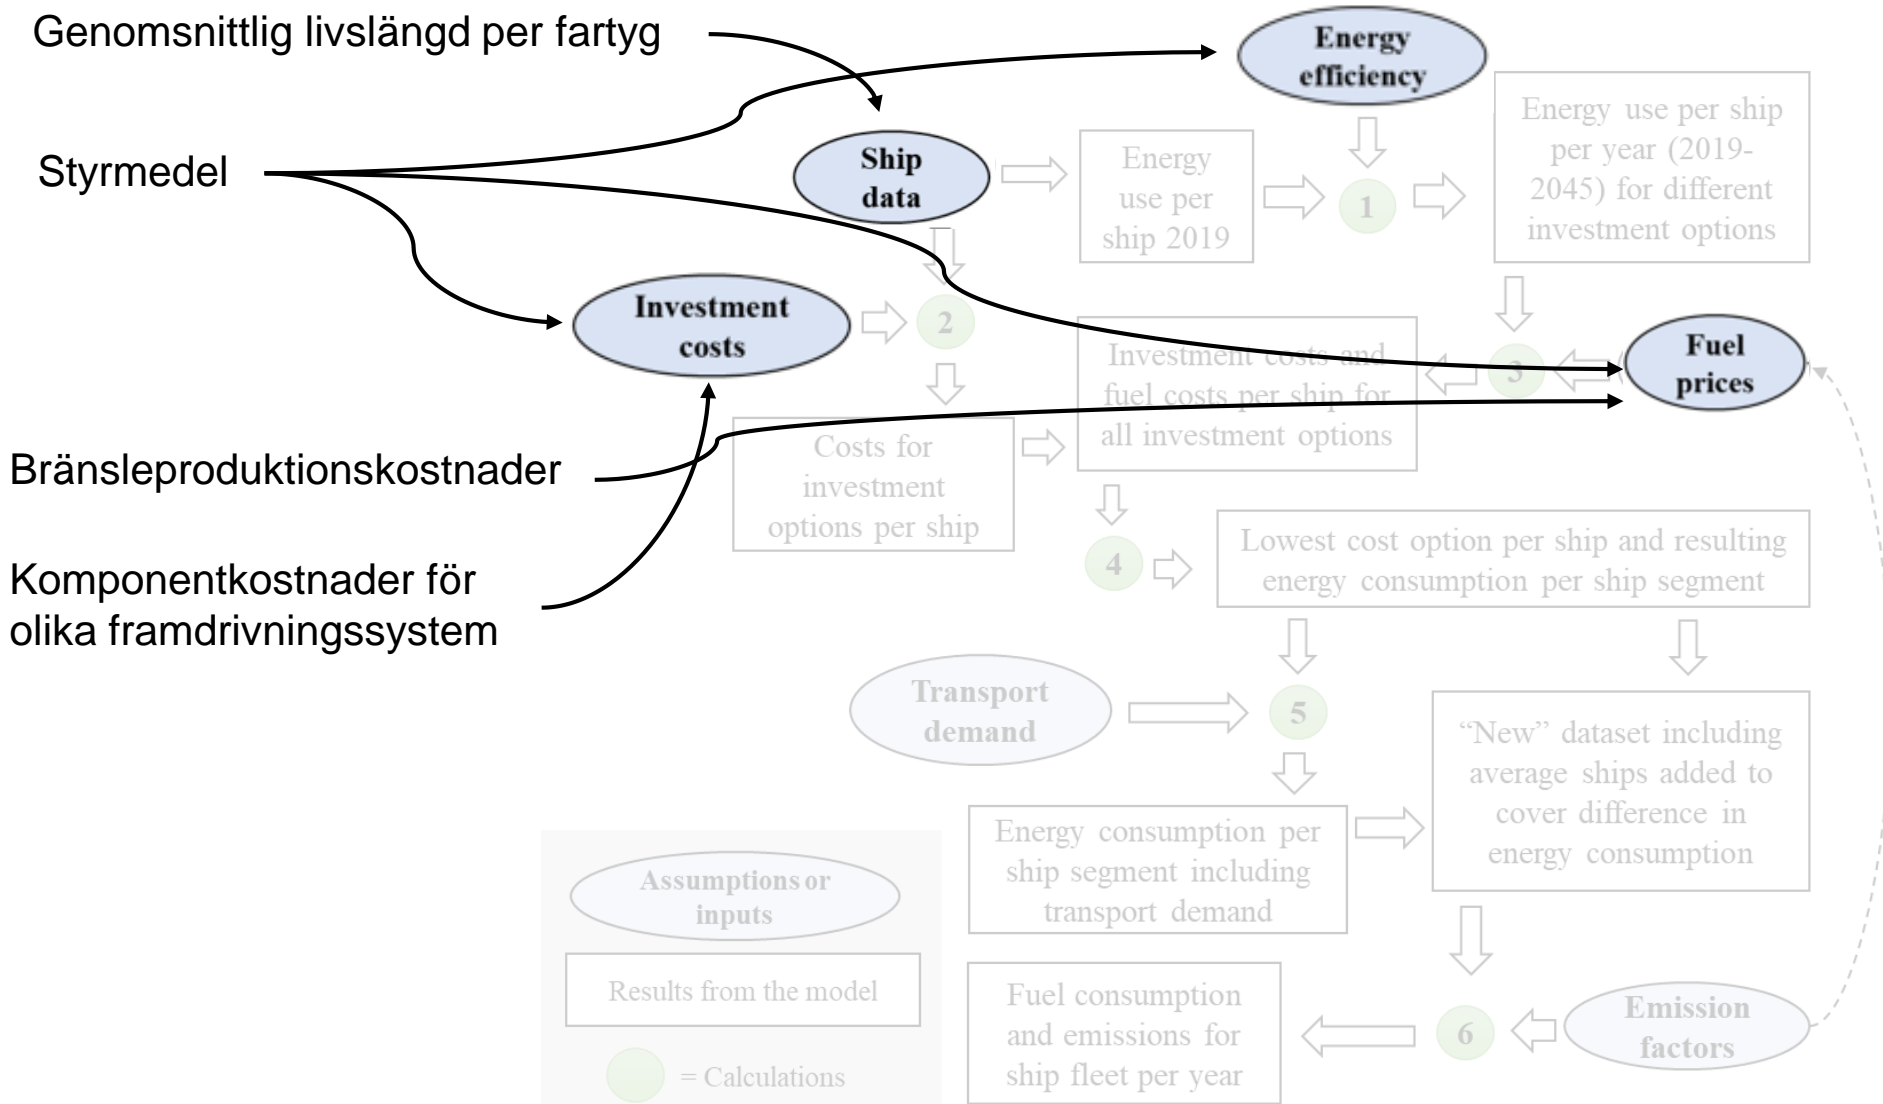 Genomsnittlig livslängd per fartyg
Energy
efficiency
Energy use per ship
per year (2019-
2045) for different
investment options
Styrmedel
Ship
data
Energy
use per
ship 2019
1
Investment
costs
2
Investment costs and
fuel costs per ship for
all investment options
3
Fuel
prices
Bränsleproduktionskostnader
Costs for
investment
options per ship
4
Lowest cost option per ship and resulting
energy consumption per ship segment
Komponentkostnader för
olika framdrivningssystem
Transport
demand
5
“New” dataset including
average ships added to
cover difference in
energy consumption
Energy consumption per
ship segment including
transport demand
Assumptions or
inputs
Results from the model
= Calculations
Fuel consumption
and emissions for
ship fleet per year
6
Emission
factors